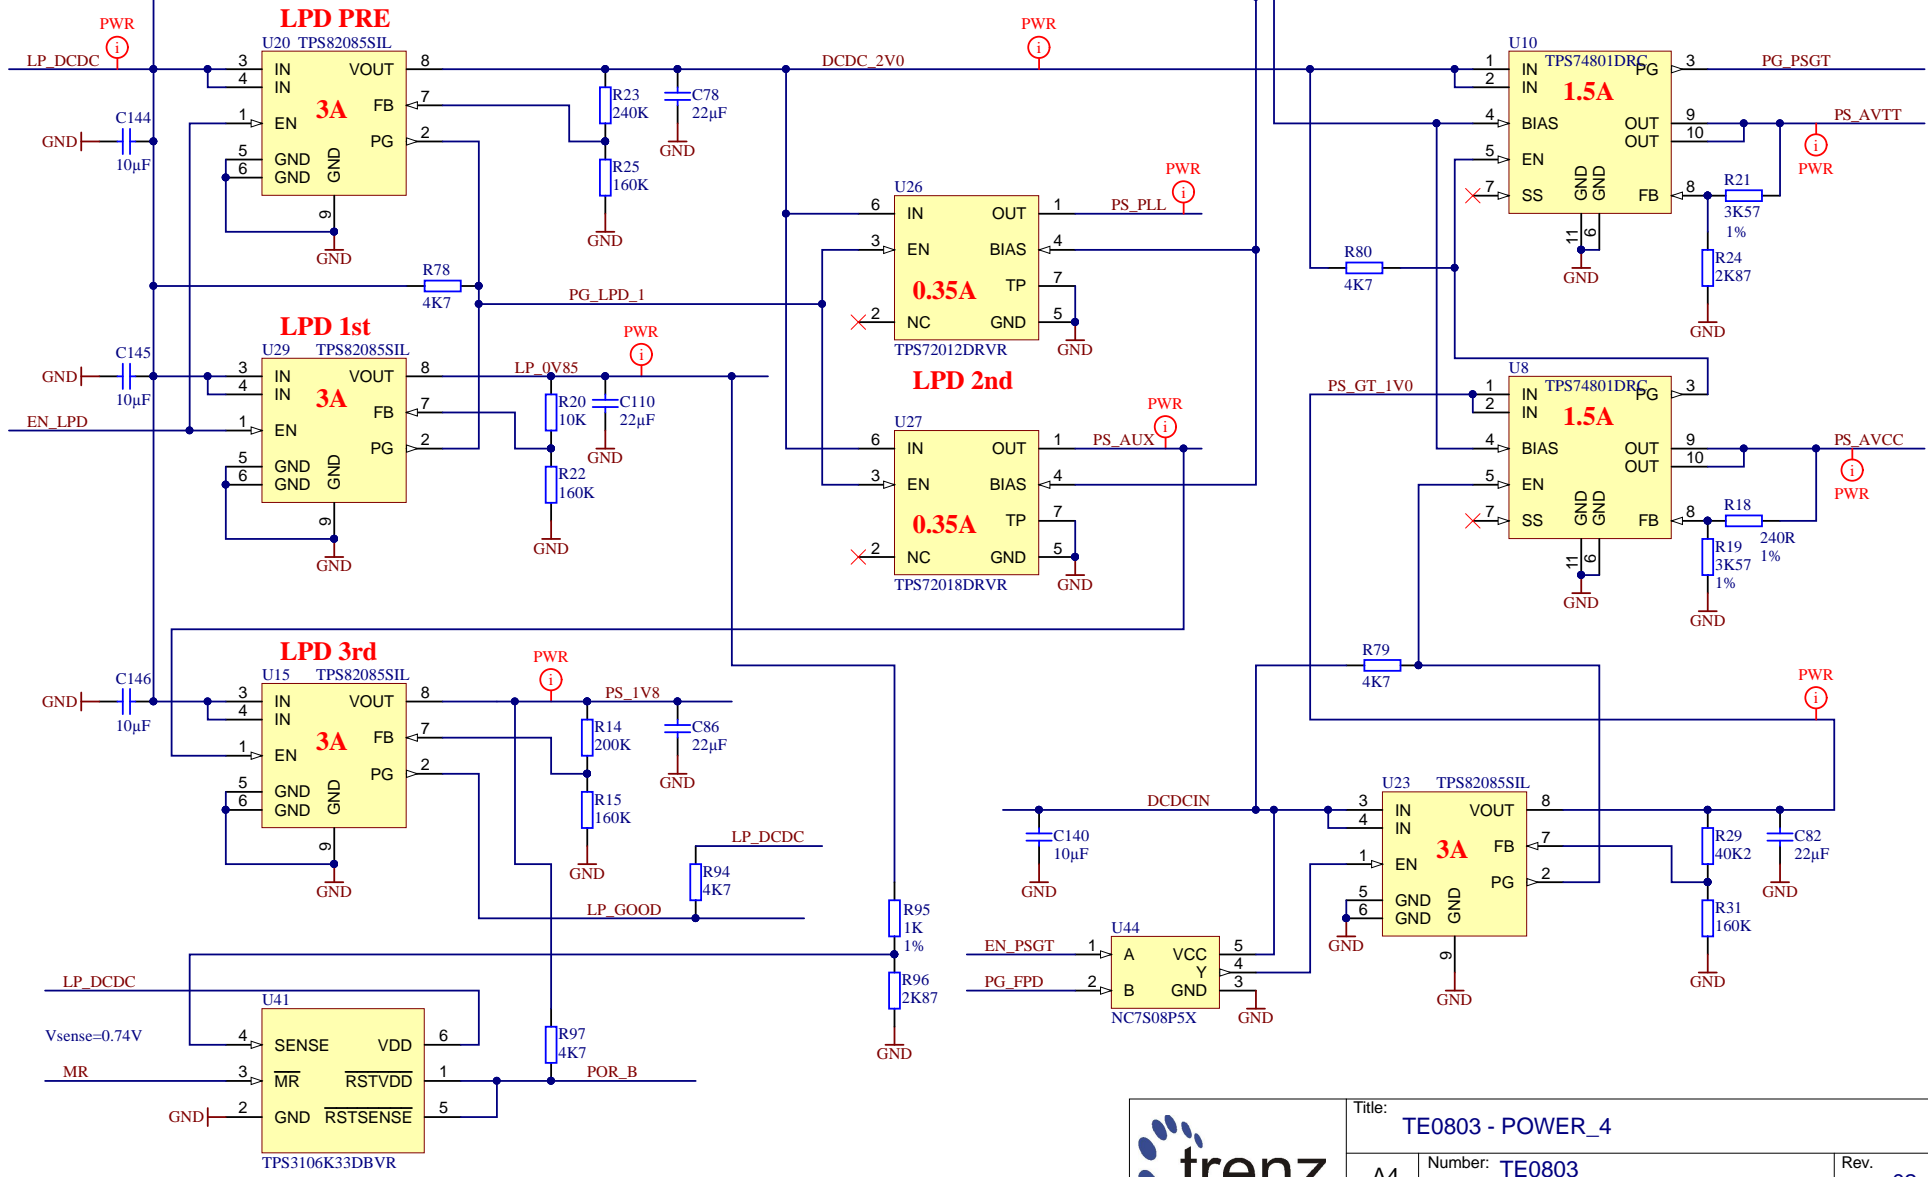 LPD PRE
PWR
LP_DCDC
U20 TPS82085SIL
3 IN VOUT 8
4 IN
3A
FB 7
1 EN
PG 2
5 GND
6 GND
GND
9
GND
C144
10µF
GND
R23
240K
C78
22µF
GND
R25
160K
GND
DCDC_2V0
PWR
R78
4K7
PG_LPD_1
LPD 1st
U29 TPS82085SIL
3 IN VOUT 8
4 IN
3A
FB 7
1 EN
PG 2
5 GND
6 GND
GND
9
GND
C145
10µF
GND
EN_LPD
LP_0V85
PWR
R20
10K
C110
22µF
GND
R22
160K
GND
U26
6 IN OUT 1
3 EN BIAS 4
0.35A
TP 7
2 NC GND 5
TPS72012DRVR
GND
PS_PLL
PWR
LPD 2nd
U27
6 IN OUT 1
3 EN BIAS 4
0.35A
TP 7
2 NC GND 5
TPS72018DRVR
GND
PS_AUX
PWR
U10
TPS74801DRC
1 IN PG 3
2 IN
1.5A
4 BIAS OUT 9
OUT 10
5 EN
7 SS FB 8
GND
GND
11
6
GND
PG_PSGT
PS_AVTT
PWR
R21
3K57
1%
R24
2K87
GND
R80
4K7
U8
TPS74801DRC
1 IN PG 3
2 IN
1.5A
4 BIAS OUT 9
OUT 10
5 EN
7 SS FB 8
GND
GND
11
6
GND
PS_GT_1V0
PS_AVCC
PWR
R18
240R
1%
R19
3K57
1%
GND
R79
4K7
PWR
LPD 3rd
U15 TPS82085SIL
3 IN VOUT 8
4 IN
3A
FB 7
1 EN
PG 2
5 GND
6 GND
GND
9
GND
C146
10µF
GND
PWR
PS_1V8
R14
200K
C86
22µF
GND
R15
160K
GND
LP_DCDC
R94
4K7
LP_GOOD
R95
1K
1%
R96
2K87
GND
LP_DCDC
U41
Vsense=0.74V
4 SENSE VDD 6
MR
3 MR RSTVDD 1
GND
2 GND RSTSENSE 5
TPS3106K33DBVR
R97
4K7
POR_B
DCDCIN
C140
10µF
GND
U23 TPS82085SIL
3 IN VOUT 8
4 IN
3A
FB 7
1 EN
PG 2
5 GND
6 GND
GND
GND
9
GND
R29
40K2
C82
22µF
GND
R31
160K
GND
U44
EN_PSGT
1 A VCC 5
Y 4
PG_FPD
2 B GND 3
NC7S08P5X
GND
trenz
Title:
TE0803 - POWER_4
A4
Number: TE0803
Rev.